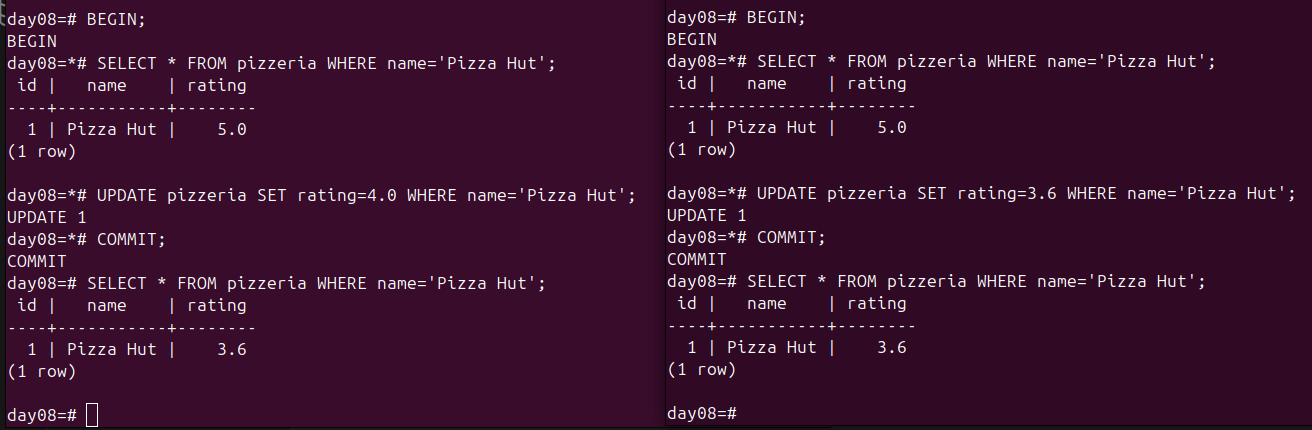 day08=# BEGIN;
BEGIN
day08=*# SELECT * FROM pizzeria WHERE name='Pizza Hut';
 id |   name    | rating
----+-----------+--------
  1 | Pizza Hut |    5.0
(1 row)

day08=*# UPDATE pizzeria SET rating=4.0 WHERE name='Pizza Hut';
UPDATE 1
day08=*# COMMIT;
COMMIT
day08=# SELECT * FROM pizzeria WHERE name='Pizza Hut';
 id |   name    | rating
----+-----------+--------
  1 | Pizza Hut |    3.6
(1 row)

day08=#
day08=# BEGIN;
BEGIN
day08=*# SELECT * FROM pizzeria WHERE name='Pizza Hut';
 id |   name    | rating
----+-----------+--------
  1 | Pizza Hut |    5.0
(1 row)

day08=*# UPDATE pizzeria SET rating=3.6 WHERE name='Pizza Hut';
UPDATE 1
day08=*# COMMIT;
COMMIT
day08=# SELECT * FROM pizzeria WHERE name='Pizza Hut';
 id |   name    | rating
----+-----------+--------
  1 | Pizza Hut |    3.6
(1 row)

day08=#